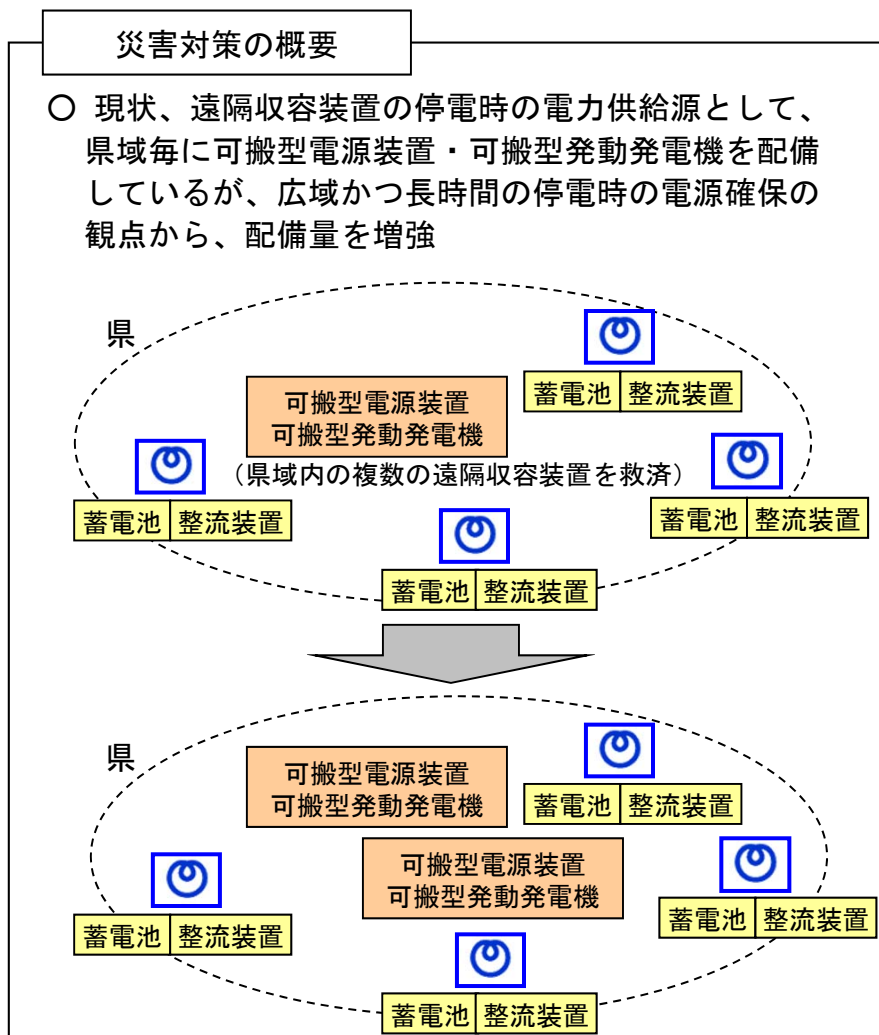 災害対策の概要
○ 現状、遠隔収容装置の停電時の電力供給源として、
県域毎に可搬型電源装置・可搬型発動発電機を配備
しているが、広域かつ長時間の停電時の電源確保の
観点から、配備量を増強
県
蓄電池 整流装置
可搬型電源装置
可搬型発動発電機
（県域内の複数の遠隔収容装置を救済）
蓄電池 整流装置
蓄電池 整流装置
蓄電池 整流装置
県
可搬型電源装置
可搬型発動発電機
蓄電池 整流装置
可搬型電源装置
可搬型発動発電機
蓄電池 整流装置
蓄電池 整流装置
蓄電池 整流装置